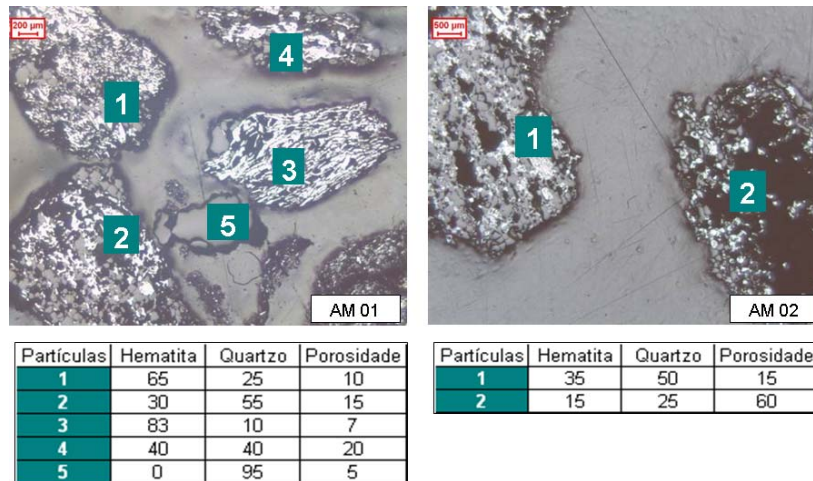 200 µm
4
1
3
5
2
AM 01
500 µm
1
2
AM 02
Partículas Hematita Quartzo Porosidade
1 65 25 10
2 30 55 15
3 83 10 7
4 40 40 20
5 0 95 5
Partículas Hematita Quartzo Porosidade
1 35 50 15
2 15 25 60